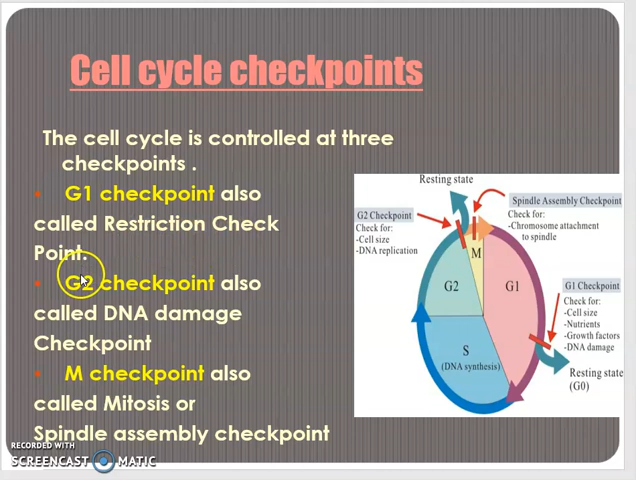 Cell cycle checkpoints
The cell cycle is controlled at three
checkpoints .
G1 checkpoint also
called Restriction Check
Point.
G2 checkpoint also
called DNA damage
Checkpoint
M checkpoint also
called Mitosis or
Spindle assembly checkpoint
Resting state
Spindle Assembly Checkpoint
Check for:
-Chromosome attachment
to spindle
G2 Checkpoint
Check for:
-Cell size
-DNA replication
M
G2
G1
S
(DNA synthesis)
G1 Checkpoint
Check for:
-Cell size
-Nutrients
-Growth factors
-DNA damage
Resting state
(G0)
RECORDED WITH
SCREENCAST MATIC